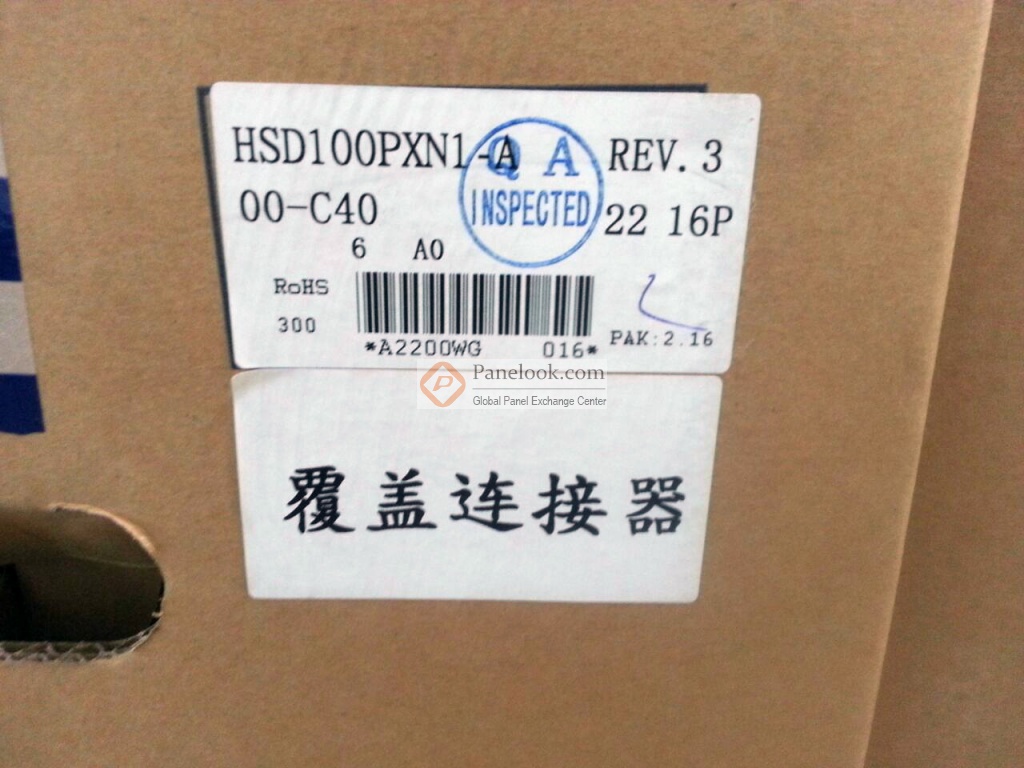 HSD100PXN1-A REV.3
QA
INSPECTED
00-C40 22 16P
6 A0
RoHS
300
*A2200WG 016*
PAK:2.16
Panelook.com
Global Panel Exchange Center
覆盖连接器